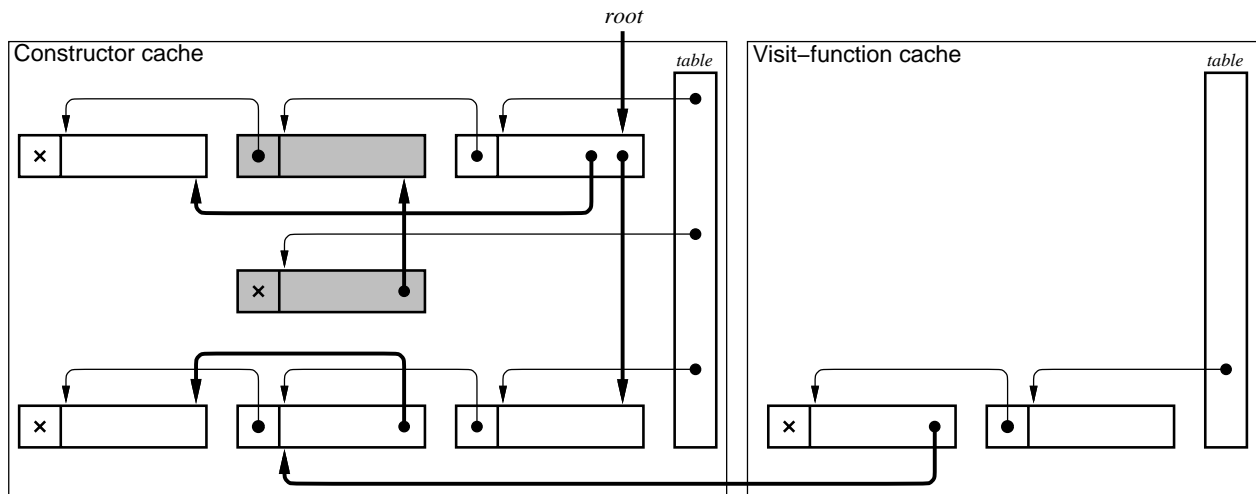 root
Constructor cache
table
Visit–function cache
table